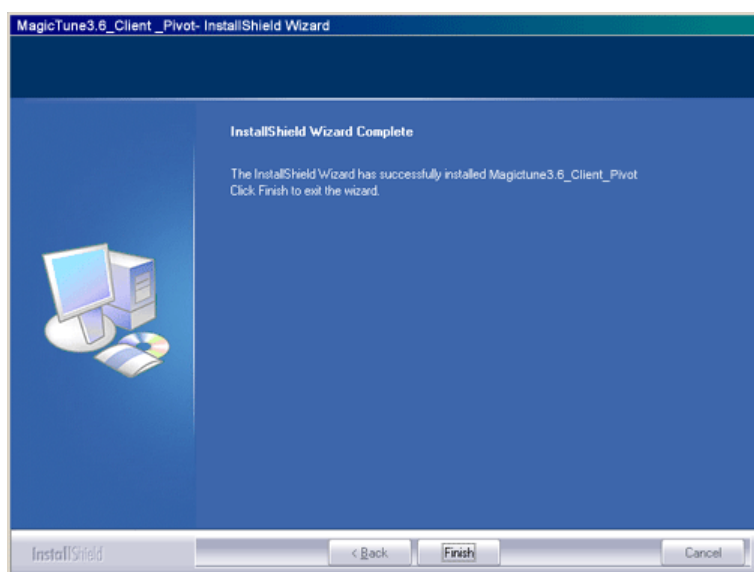 MagicTune3.6_Client _Pivot- InstallShield Wizard
InstallShield Wizard Complete
The InstallShield Wizard has successfully installed Magictune3.6_Client_Pivot
Click Finish to exit the wizard.
InstallShield
< Back
Finish
Cancel